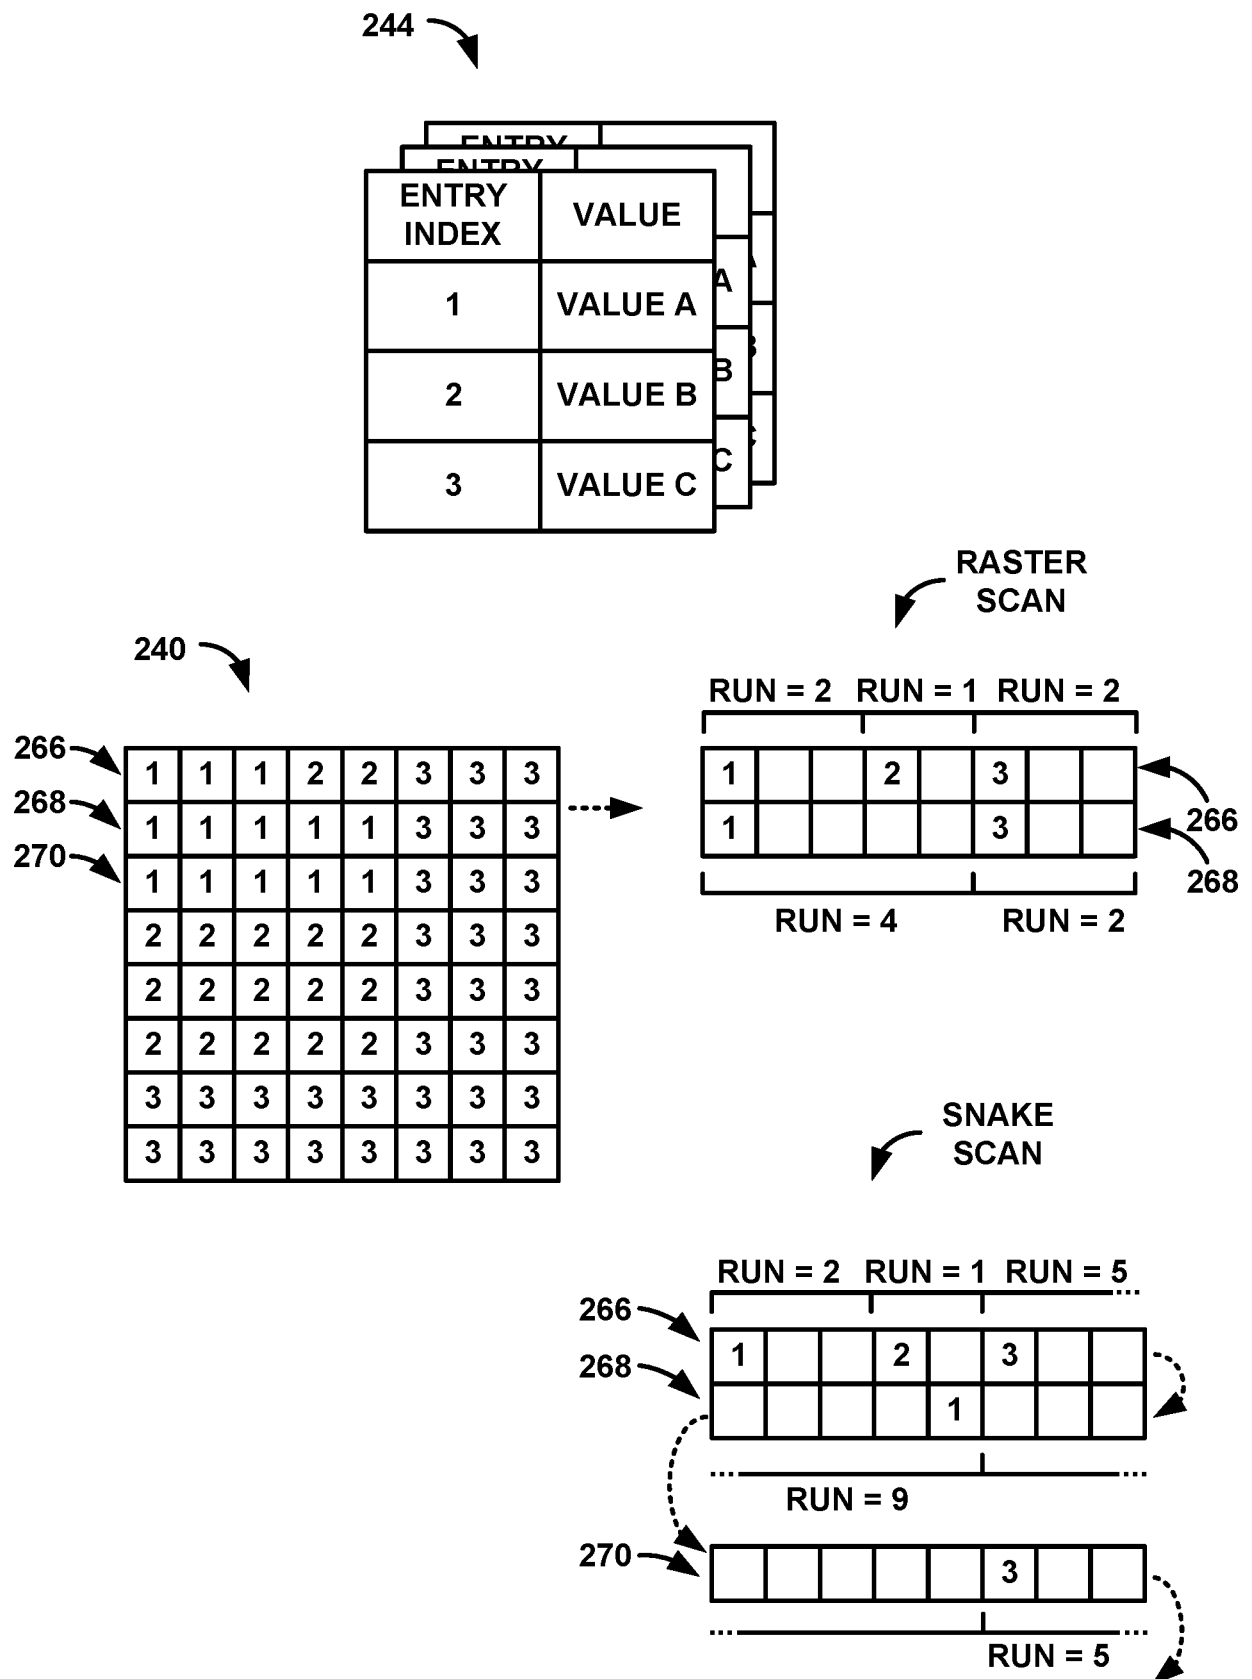 244
ENTRY
ENTRY
ENTRY INDEX VALUE
A
A
1 VALUE A
B
B
2 VALUE B
C
C
3 VALUE C
RASTER
SCAN
240
RUN = 2 RUN = 1 RUN = 2
266
1 1 1 2 2 3 3 3
1 2 3
268
1 1 1 1 1 3 3 3
1 3
266
270
1 1 1 1 1 3 3 3
268
2 2 2 2 2 3 3 3
RUN = 4 RUN = 2
2 2 2 2 2 3 3 3
2 2 2 2 2 3 3 3
3 3 3 3 3 3 3 3
3 3 3 3 3 3 3 3
SNAKE
SCAN
RUN = 2 RUN = 1 RUN = 5
266
1 2 3
268
1
RUN = 9
270
3
RUN = 5